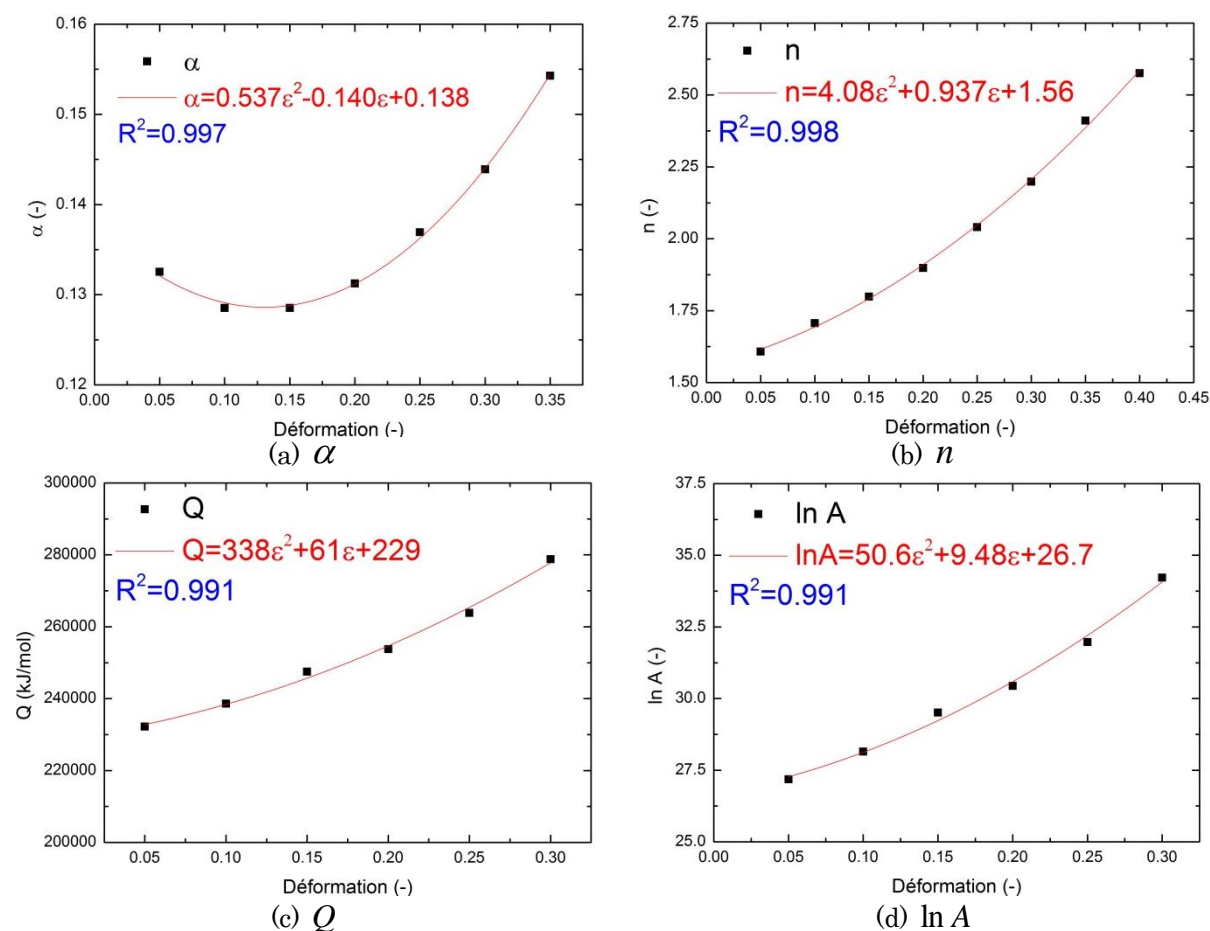 0.16
0.15
0.14
0.13
0.12
α (-)
α
α=0.537ε²-0.140ε+0.138
R²=0.997
0.00 0.05 0.10 0.15 0.20 0.25 0.30 0.35
Déformation (-)
(a) α
2.75
2.50
2.25
2.00
1.75
1.50
n (-)
n
n=4.08ε²+0.937ε+1.56
R²=0.998
0.00 0.05 0.10 0.15 0.20 0.25 0.30 0.35 0.40 0.45
Déformation (-)
(b) n
300000
280000
260000
240000
220000
200000
Q (kJ/mol)
Q
Q=338ε²+61ε+229
R²=0.991
0.05 0.10 0.15 0.20 0.25 0.30
Déformation (-)
(c) Q
37.5
35.0
32.5
30.0
27.5
25.0
ln A (-)
ln A
lnA=50.6ε²+9.48ε+26.7
R²=0.991
0.00 0.05 0.10 0.15 0.20 0.25 0.30
Déformation (-)
(d) ln A